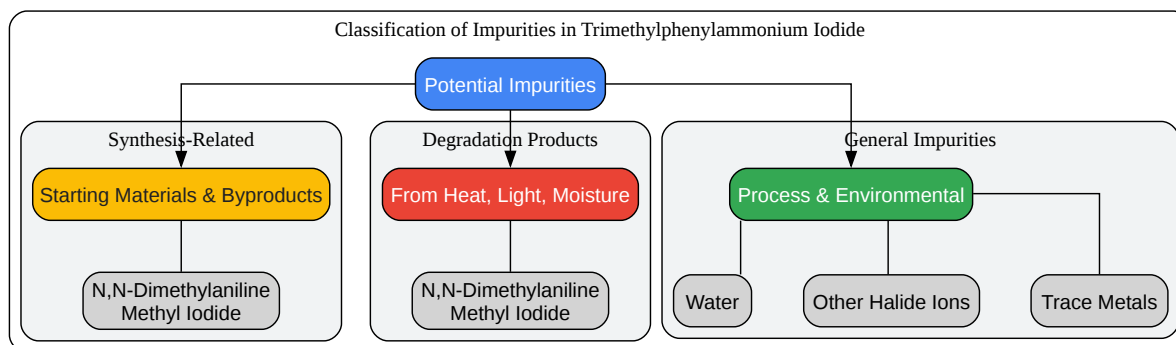 Classification of Impurities in Trimethylphenylammonium Iodide
Potential Impurities
Synthesis-Related
Degradation Products
General Impurities
Starting Materials & Byproducts
From Heat, Light, Moisture
Process & Environmental
N,N-Dimethylaniline
Methyl Iodide
N,N-Dimethylaniline
Methyl Iodide
Water
Other Halide Ions
Trace Metals